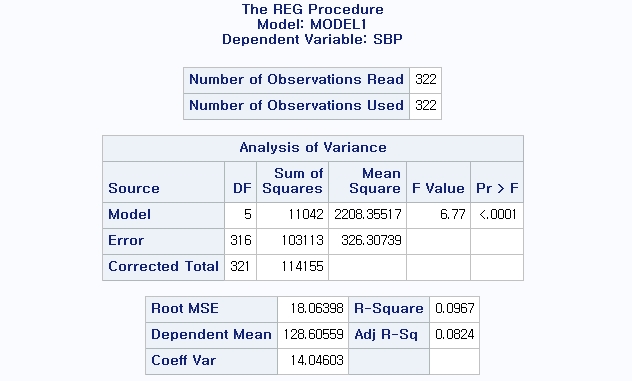 The REG Procedure
Model: MODEL1
Dependent Variable: SBP
Number of Observations Read 322
Number of Observations Used 322
Analysis of Variance
Source DF Sum of Squares Mean Square F Value Pr > F
Model 5 11042 2208.35517 6.77 <.0001
Error 316 103113 326.30739
Corrected Total 321 114155
Root MSE 18.06398 R-Square 0.0967
Dependent Mean 128.60559 Adj R-Sq 0.0824
Coeff Var 14.04603